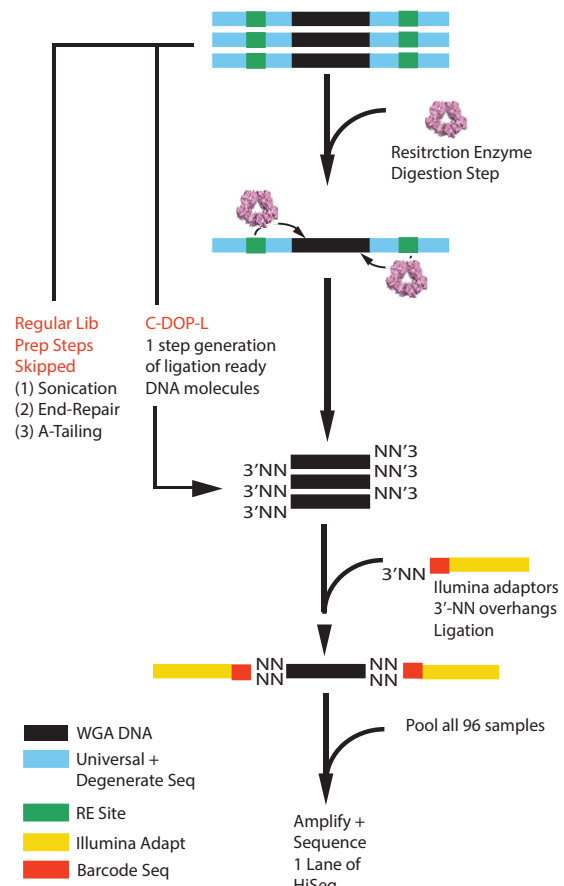 Resitrction Enzyme
Digestion Step
Regular Lib
Prep Steps
Skipped
(1) Sonication
(2) End-Repair
(3) A-Tailing
C-DOP-L
1 step generation
of ligation ready
DNA molecules
NN'3
3'NN NN'3
3'NN NN'3
3'NN
3'NN
Ilumina adaptors
3'-NN overhangs
Ligation
NN NN
NN NN
Pool all 96 samples
WGA DNA
Universal +
Degenerate Seq
RE Site
Illumina Adapt
Barcode Seq
Amplify +
Sequence
1 Lane of
HiSeq